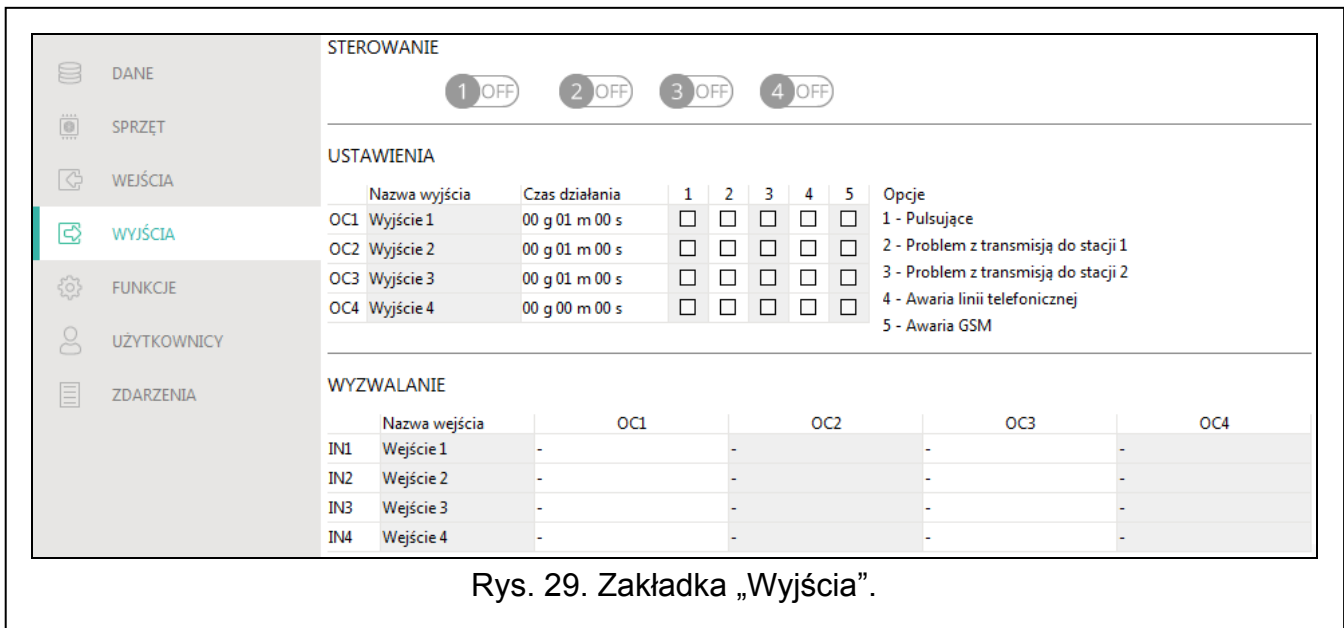 DANE
SPRZĘT
WEJŚCIA
WYJŚCIA
FUNKCJE
UŻYTKOWNICY
ZDARZENIA
STEROWANIE
1 OFF 2 OFF 3 OFF 4 OFF
USTAWIENIA
Nazwa wyjścia Czas działania 1 2 3 4 5 Opcje
OC1 Wyjście 1 00 g 01 m 00 s
OC2 Wyjście 2 00 g 01 m 00 s
OC3 Wyjście 3 00 g 01 m 00 s
OC4 Wyjście 4 00 g 00 m 00 s
1 - Pulsujące
2 - Problem z transmisją do stacji 1
3 - Problem z transmisją do stacji 2
4 - Awaria linii telefonicznej
5 - Awaria GSM
WYZWALANIE
Nazwa wejścia OC1 OC2 OC3 OC4
IN1 Wejście 1 - - - -
IN2 Wejście 2 - - - -
IN3 Wejście 3 - - - -
IN4 Wejście 4 - - - -
Rys. 29. Zakładka „Wyjścia”.